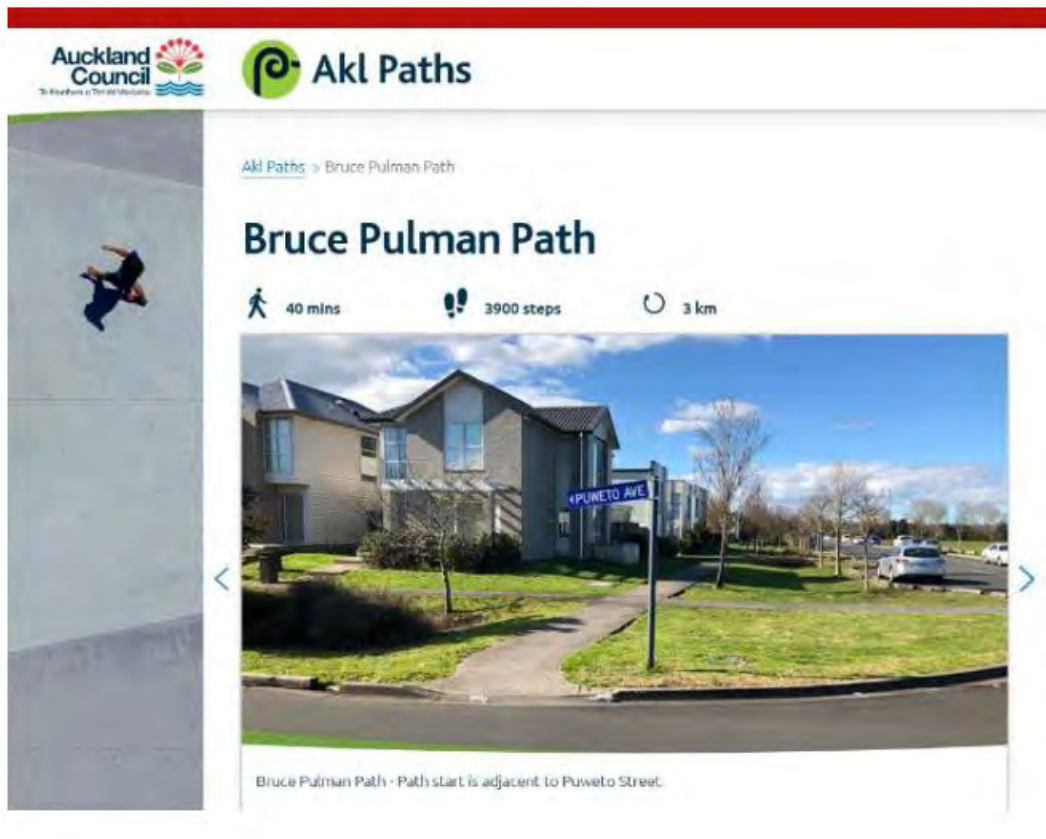 Auckland
Council
Akl Paths
Akl Paths > Bruce Pulman Path
Bruce Pulman Path
40 mins
3900 steps
3 km
PUWETO AVE
Bruce Pulman Path - Path start is adjacent to Puweto Street